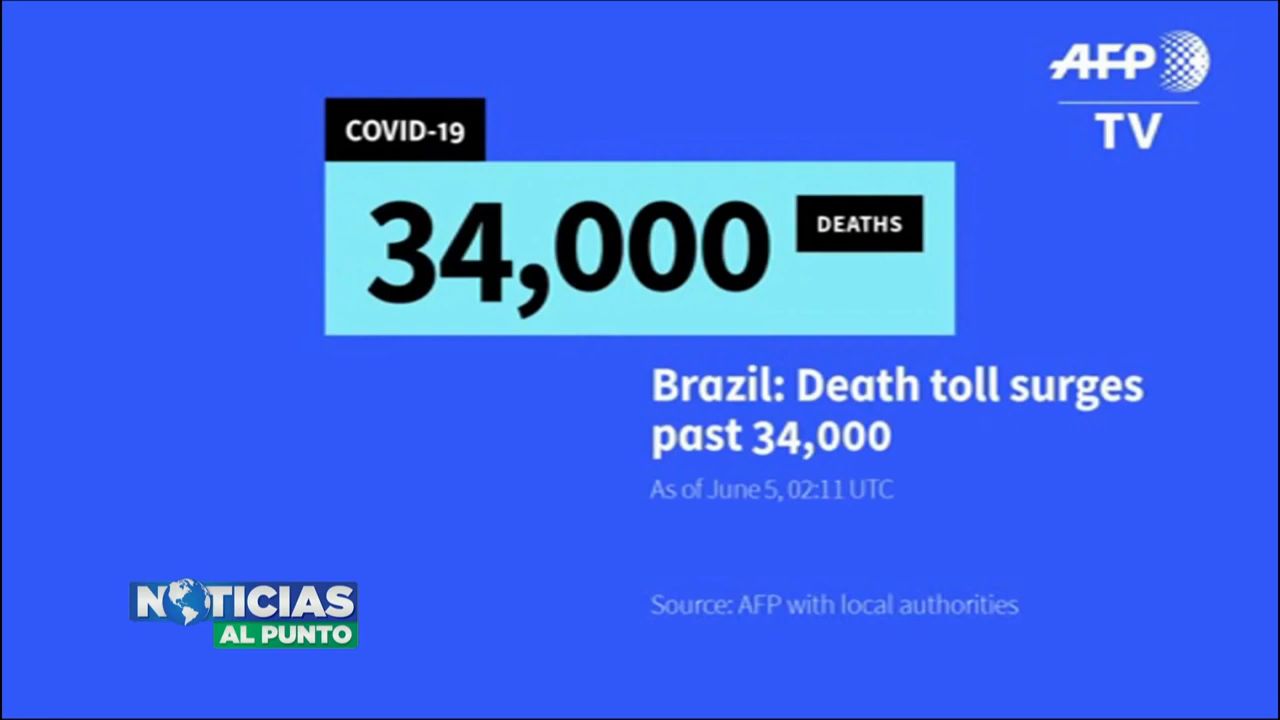 AFP
TV
COVID-19
34,000 DEATHS
Brazil: Death toll surges
past 34,000
As of June 5, 02:11 UTC
Source: AFP with local authorities
NOTICIAS
AL PUNTO